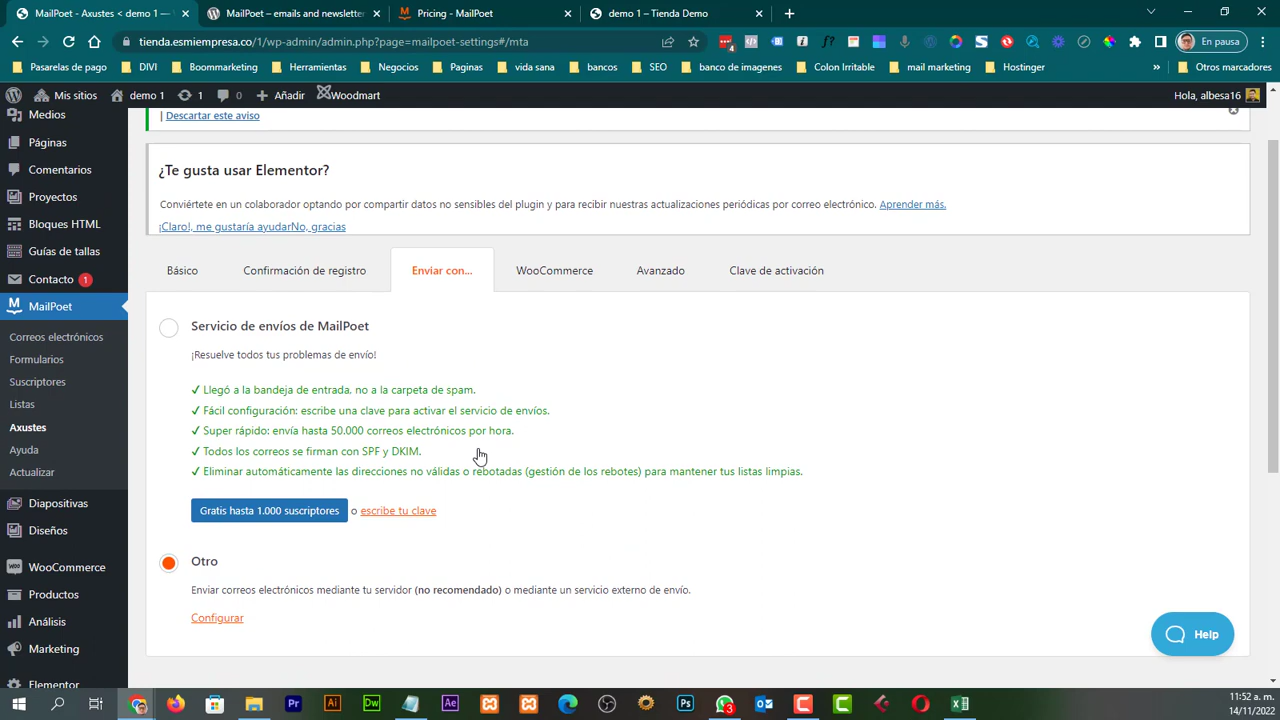 MailPoet - Ajustes < demo 1 —
MailPoet – emails and newsletter
Pricing - MailPoet
demo 1 – Tienda Demo
tienda.esmiempresa.co/1/wp-admin/admin.php?page=mailpoet-settings#/mta
En pausa
Pasarelas de pago
DIVI
Boommarketing
Herramientas
Negocios
Paginas
vida sana
bancos
SEO
banco de imagenes
Colon Irritable
mail marketing
Hostinger
»
Otros marcadores
Mis sitios
demo 1
1
0
Añadir
Woodmart
Hola, albesa16
Medios
Páginas
Comentarios
Proyectos
Bloques HTML
Guías de tallas
Contacto 1
MailPoet
Correos electrónicos
Formularios
Suscriptores
Listas
Ajustes
Ayuda
Actualizar
Diapositivas
Diseños
WooCommerce
Productos
Análisis
Marketing
Elementor
| Descartar este aviso
¿Te gusta usar Elementor?
Conviértete en un colaborador optando por compartir datos no sensibles del plugin y para recibir nuestras actualizaciones periódicas por correo electrónico. Aprender más.
¡Claro!, me gustaría ayudarNo, gracias
Básico
Confirmación de registro
Enviar con...
WooCommerce
Avanzado
Clave de activación
Servicio de envíos de MailPoet
¡Resuelve todos tus problemas de envío!
✓ Llegó a la bandeja de entrada, no a la carpeta de spam.
✓ Fácil configuración: escribe una clave para activar el servicio de envíos.
✓ Super rápido: envía hasta 50.000 correos electrónicos por hora.
✓ Todos los correos se firman con SPF y DKIM.
✓ Eliminar automáticamente las direcciones no válidas o rebotadas (gestión de los rebotes) para mantener tus listas limpias.
Gratis hasta 1.000 suscriptores o escribe tu clave
Otro
Enviar correos electrónicos mediante tu servidor (no recomendado) o mediante un servicio externo de envío.
Configurar
Help
11:52 a. m.
14/11/2022